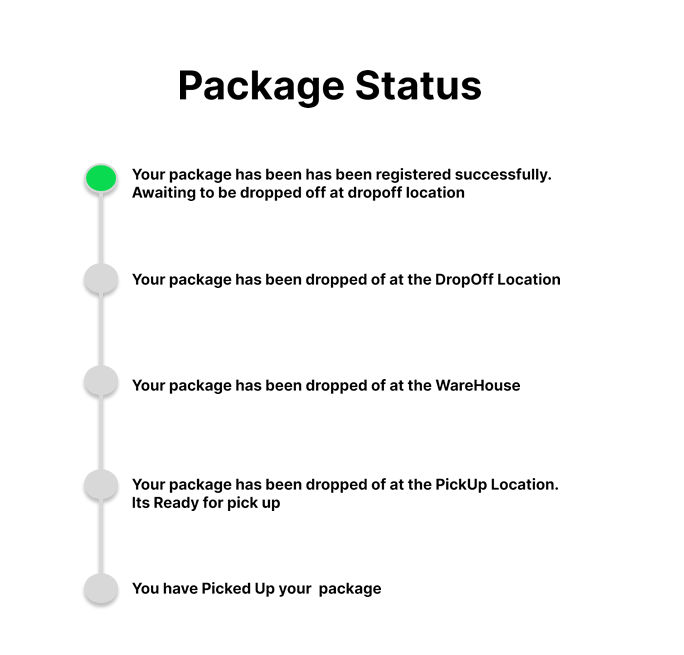 Package Status
Your package has been has been registered successfully.
Awaiting to be dropped off at dropoff location
Your package has been dropped of at the DropOff Location
Your package has been dropped of at the WareHouse
Your package has been dropped of at the PickUp Location.
Its Ready for pick up
You have Picked Up your  package